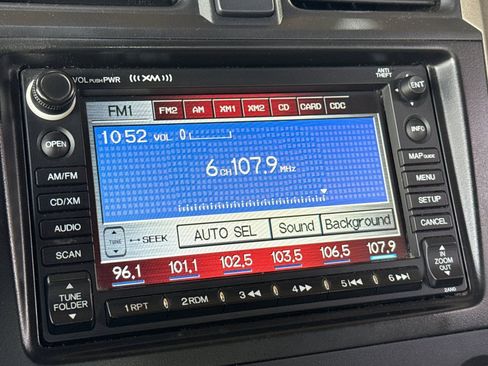 VOL PUSH PWR
(((XM)))
ANTI THEFT
FM1 FM2 AM XM1 XM2 CD CARD CDC
ENT
10:52 VOL 0
OPEN
INFO
6CH 107.9 MHz
MAP GUIDE
AM/FM
MENU
CD/XM
SETUP
AUDIO
TUNE ↔ SEEK AUTO SEL Sound Background
CANCEL
SCAN
96.1 101.1 102.5 103.5 106.5 107.9
IN
ZOOM
OUT
TUNE
FOLDER
1 RPT 2 RDM 3 ◀◀ 4 ▶▶ 5 |◀◀ 6 ▶▶|
2AN0